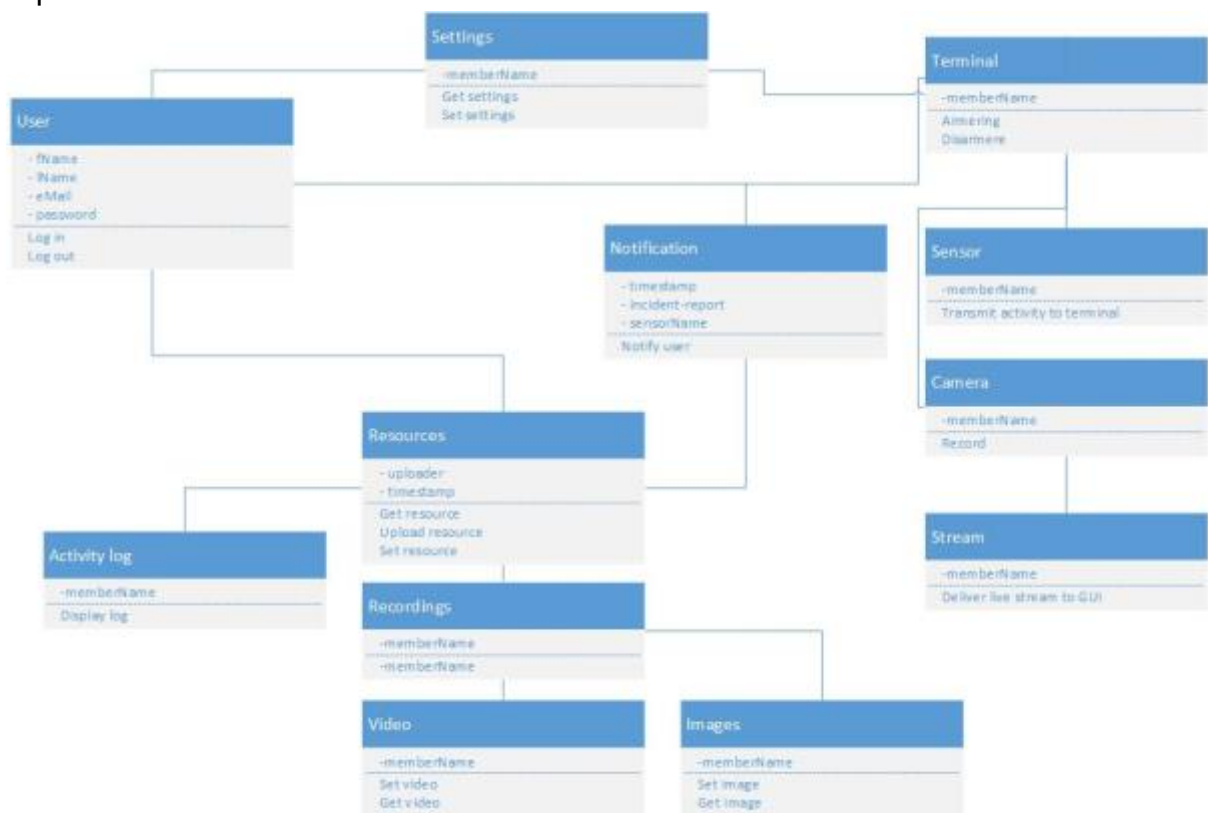 Settings
-memberName
Get settings
Set settings
Terminal
-memberName
Armering
Disarmere
User
- fName
- lName
- eMail
- password
Log in
Log out
Notification
- timestamp
- incident-report
- sensorName
Notify user
Sensor
-memberName
Transmit activity to terminal
Camera
-memberName
Record
Resources
- uploader
- timestamp
Get resource
Upload resource
Set resource
Activity log
-memberName
Display log
Stream
-memberName
Deliver live stream to GUI
Recordings
-memberName
-memberName
Video
-memberName
Set video
Get video
Images
-memberName
Set image
Get image